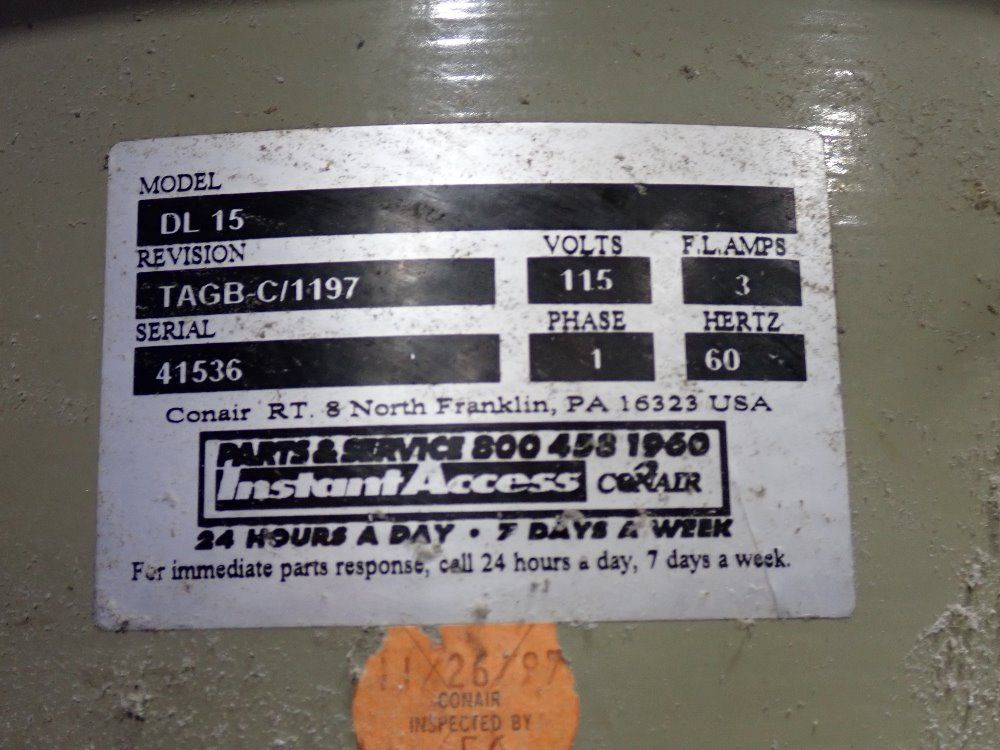 MODEL
DL 15
REVISION VOLTS F.L.AMPS
TAGB-C/1197 115 3
SERIAL PHASE HERTZ
41536 1 60
Conair RT. 8 North Franklin, PA 16323 USA
PARTS & SERVICE 800 458 1960
Instant Access CONAIR
24 HOURS A DAY • 7 DAYS A WEEK
For immediate parts response, call 24 hours a day, 7 days a week.
11/26/97
CONAIR
INSPECTED BY